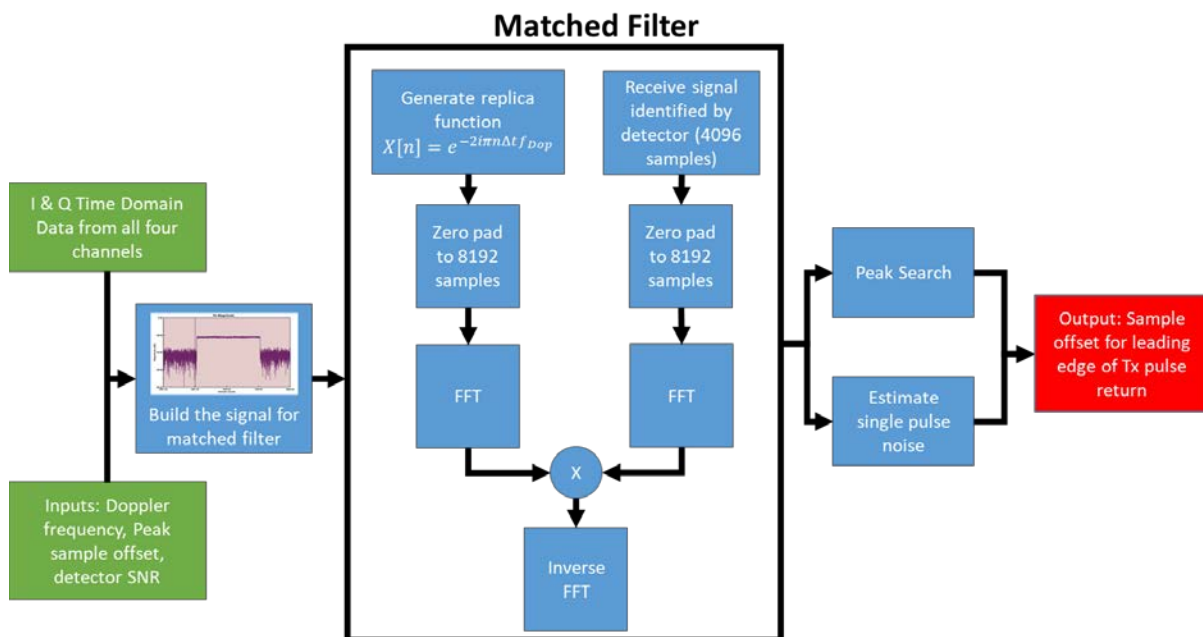 Matched Filter
I & Q Time Domain
Data from all four
channels
Inputs: Doppler
frequency, Peak
sample offset,
detector SNR
Build the signal for
matched filter
Generate replica
function
X[n] = e^{-2iπnΔtf_{Dop}}
Zero pad
to 8192
samples
FFT
Receive signal
identified by
detector (4096
samples)
Zero pad
to 8192
samples
FFT
X
Inverse
FFT
Peak Search
Estimate
single pulse
noise
Output: Sample
offset for leading
edge of Tx pulse
return